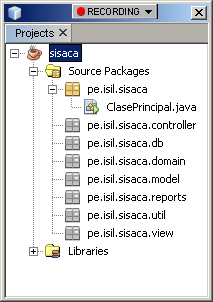 RECORDING
Projects
sisaca
Source Packages
pe.isil.sisaca
ClasePrincipal.java
pe.isil.sisaca.controller
pe.isil.sisaca.db
pe.isil.sisaca.domain
pe.isil.sisaca.model
pe.isil.sisaca.reports
pe.isil.sisaca.util
pe.isil.sisaca.view
Libraries